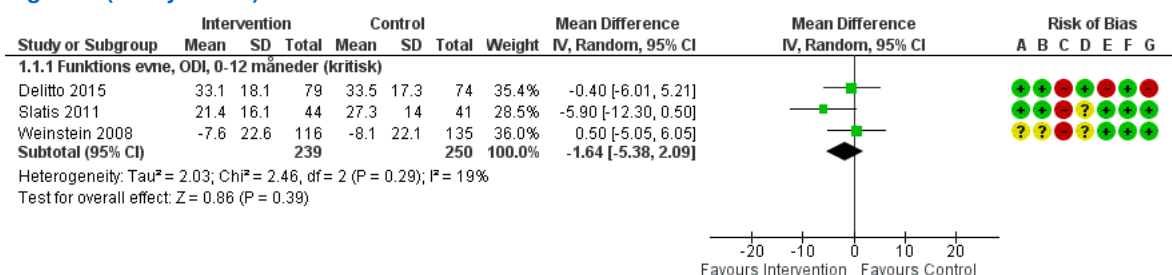 Intervention Control Mean Difference Mean Difference Risk of Bias
Study or Subgroup Mean SD Total Mean SD Total Weight IV, Random, 95% CI IV, Random, 95% CI A B C D E F G
1.1.1 Funktions evne, ODI, 0-12 måneder (kritisk)
Delitto 2015 33.1 18.1 79 33.5 17.3 74 35.4% -0.40 [-6.01, 5.21] + + - + - + -
Slatis 2011 21.4 16.1 44 27.3 14 41 28.5% -5.90 [-12.30, 0.50] + + - ? + + +
Weinstein 2008 -7.6 22.6 116 -8.1 22.1 135 36.0% 0.50 [-5.05, 6.05] ? ? - ? + + +
Subtotal (95% CI) 239 250 100.0% -1.64 [-5.38, 2.09]
Heterogeneity: Tau² = 2.03; Chi² = 2.46, df = 2 (P = 0.29); I² = 19%
Test for overall effect: Z = 0.86 (P = 0.39)
-20 -10 0 10 20
Favours Intervention Favours Control